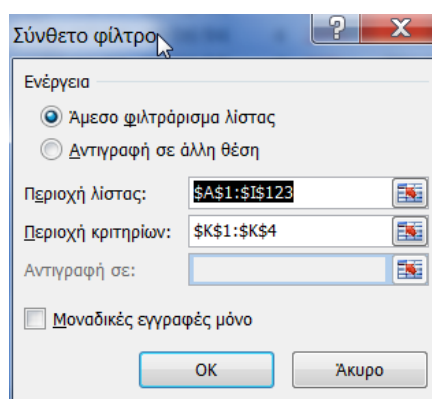 Σύνθετο φίλτρο
Ενέργεια
Άμεσο φιλτράρισμα λίστας
Αντιγραφή σε άλλη θέση
Περιοχή λίστας: $A$1:$I$123
Περιοχή κριτηρίων: $K$1:$K$4
Αντιγραφή σε:
Μοναδικές εγγραφές μόνο
OK Άκυρο